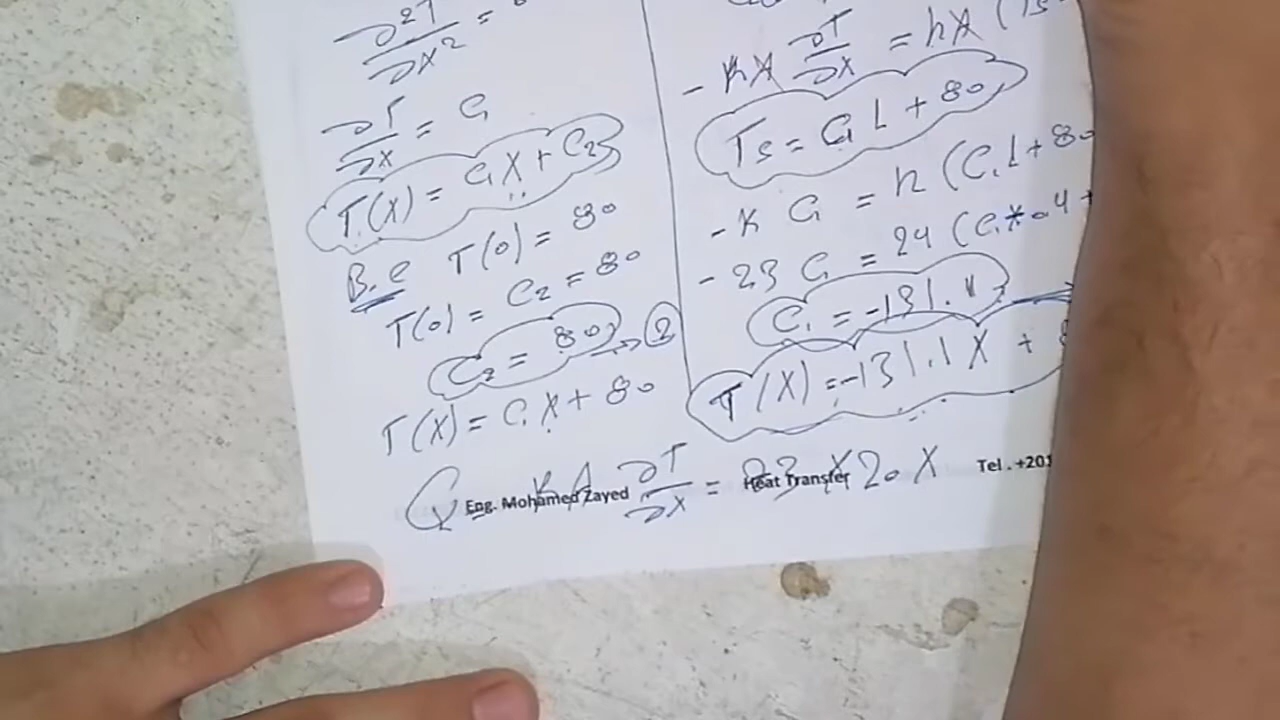 ∂²T/∂x² = 0
∂T/∂x = C₁
T(X) = C₁X + C₂
B.C T(0) = 80
T(0) = C₂ = 80
C₂ = 80 → 2
T(X) = C₁X + 80
- KA ∂T/∂x = hA (Ts
Ts = C₁L + 80
- K C₁ = h (C₁L + 80
- 23 C₁ = 24 (C₁*0.4 +
C₁ = -131.1
T(X) = -131.1X +
Q = KA ∂T/∂x = 23 X 20 X
Eng. Mohamed Zayed Heat Transfer Tel . +201